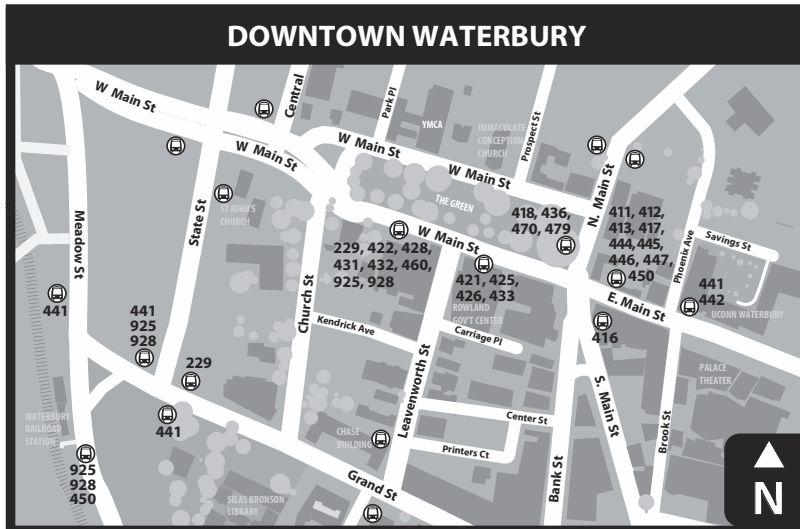 DOWNTOWN WATERBURY
W Main St
Central
Park Pl
YMCA
IMMACULATE
CONCEPTION
CHURCH
Prospect St
W Main St
W Main St
W Main St
N. Main St
THE GREEN
ST JOHN'S
CHURCH
State St
Meadow St
418, 436,
470, 479
411, 412,
413, 417,
444, 445,
446, 447,
450
Phoenix Ave
Savings St
W Main St
229, 422, 428,
431, 432, 460,
925, 928
421, 425,
426, 433
441
442
UCONN WATERBURY
E. Main St
416
ROWLAND
GOV'T CENTER
Carriage Pl
Kendrick Ave
Church St
441
441
925
928
229
441
Leavenworth St
PALACE
THEATER
S. Main St
Brook St
Center St
Printers Ct
Bank St
CHASE
BUILDING
WATERBURY
RAILROAD
STATION
925
928
450
Grand St
SILAS BRONSON
LIBRARY
N